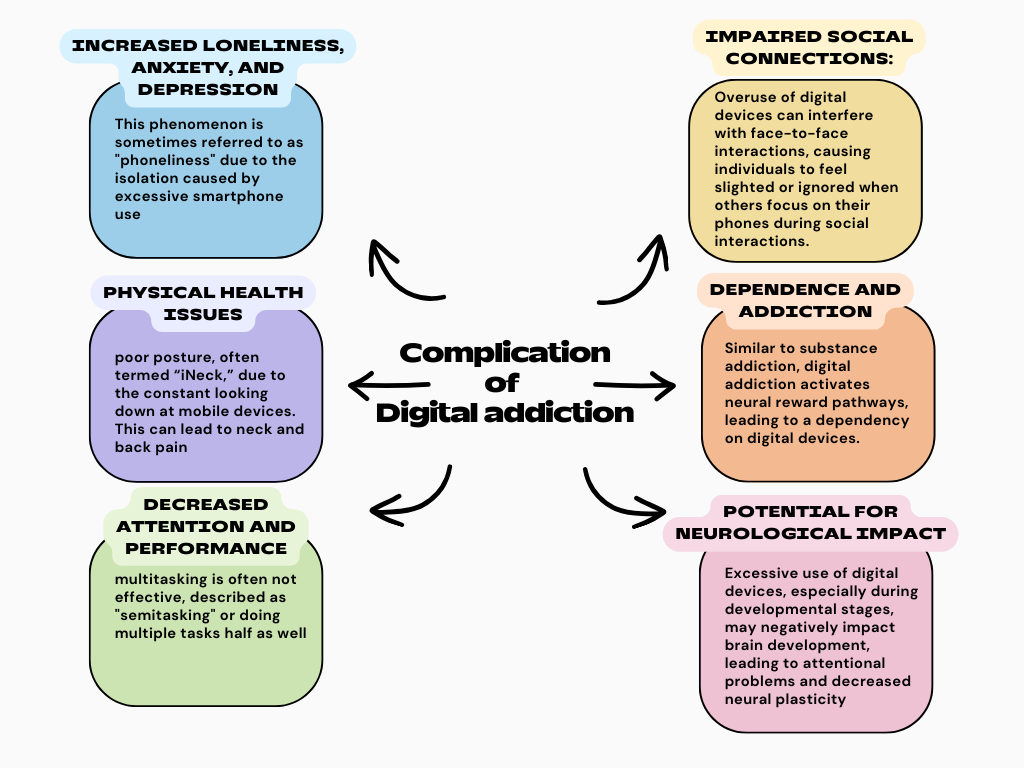 INCREASED LONELINESS,
ANXIETY, AND
DEPRESSION
This phenomenon is
sometimes referred to as
"phoneliness" due to the
isolation caused by
excessive smartphone
use
PHYSICAL HEALTH
ISSUES
poor posture, often
termed “iNeck,” due to
the constant looking
down at mobile devices.
This can lead to neck and
back pain
DECREASED
ATTENTION AND
PERFORMANCE
multitasking is often not
effective, described as
"semitasking" or doing
multiple tasks half as well
Complication
of
Digital addiction
IMPAIRED SOCIAL
CONNECTIONS:
Overuse of digital
devices can interfere
with face-to-face
interactions, causing
individuals to feel
slighted or ignored when
others focus on their
phones during social
interactions.
DEPENDENCE AND
ADDICTION
Similar to substance
addiction, digital
addiction activates
neural reward pathways,
leading to a dependency
on digital devices.
POTENTIAL FOR
NEUROLOGICAL IMPACT
Excessive use of digital
devices, especially during
developmental stages,
may negatively impact
brain development,
leading to attentional
problems and decreased
neural plasticity